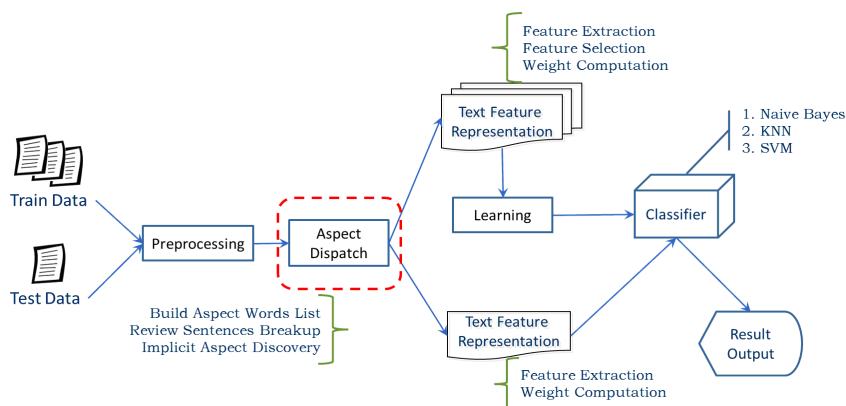 Feature Extraction
Feature Selection
Weight Computation
Text Feature
Representation
1. Naive Bayes
2. KNN
3. SVM
Train Data
Learning
Classifier
Preprocessing
Aspect
Dispatch
Test Data
Build Aspect Words List
Review Sentences Breakup
Implicit Aspect Discovery
Text Feature
Representation
Result
Output
Feature Extraction
Weight Computation